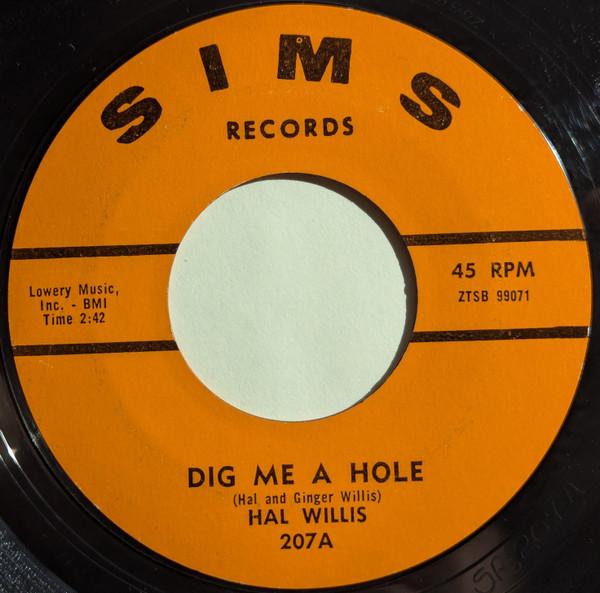 SIMS
RECORDS
Lowery Music,
Inc. - BMI
Time 2:42
45 RPM
ZTSB 99071
DIG ME A HOLE
(Hal and Ginger Willis)
HAL WILLIS
207A